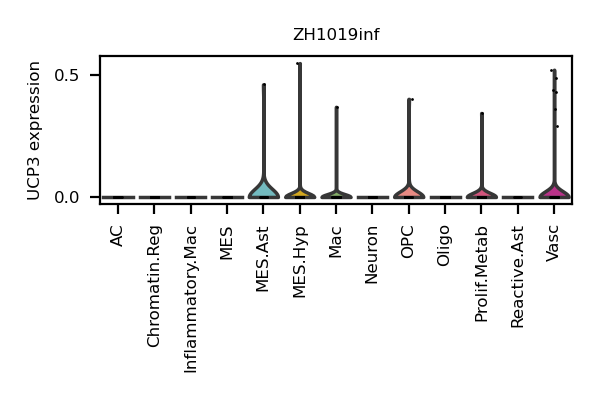 ZH1019inf
UCP3 expression
0.5
0.0
AC
Chromatin.Reg
Inflammatory.Mac
MES
MES.Ast
MES.Hyp
Mac
Neuron
OPC
Oligo
Prolif.Metab
Reactive.Ast
Vasc